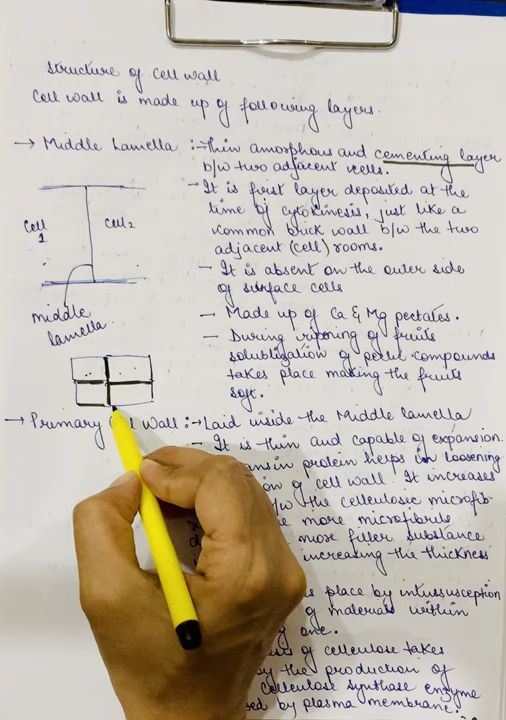 Structure of cell wall
Cell wall is made up of following layers.
→ Middle Lamella :- Thin amorphous and cementing layer
b/w two adjacent cells.
- It is first layer deposited at the
time of cytokinesis, just like a
common brick wall b/w the two
adjacent (cell) rooms.
- It is absent on the outer side
of surface cells
- Made up of Ca & Mg pectates.
- During ripening of fruits
solublization of pectic compounds
takes place making the fruits
soft.
Cell 1
Cell 2
middle
lamella
→ Primary Wall :→ Laid inside the Middle lamella
- It is thin and capable of expansion.
protein helps in loosening
of cell wall. It increases
b/w the cellulosic microfib-
more microfibrils
more filler substance
increasing the thickness
place by intussusception
of materials within
one.
of cellulose takes
by the production of
cellulose synthase enzyme
by plasma membrane.